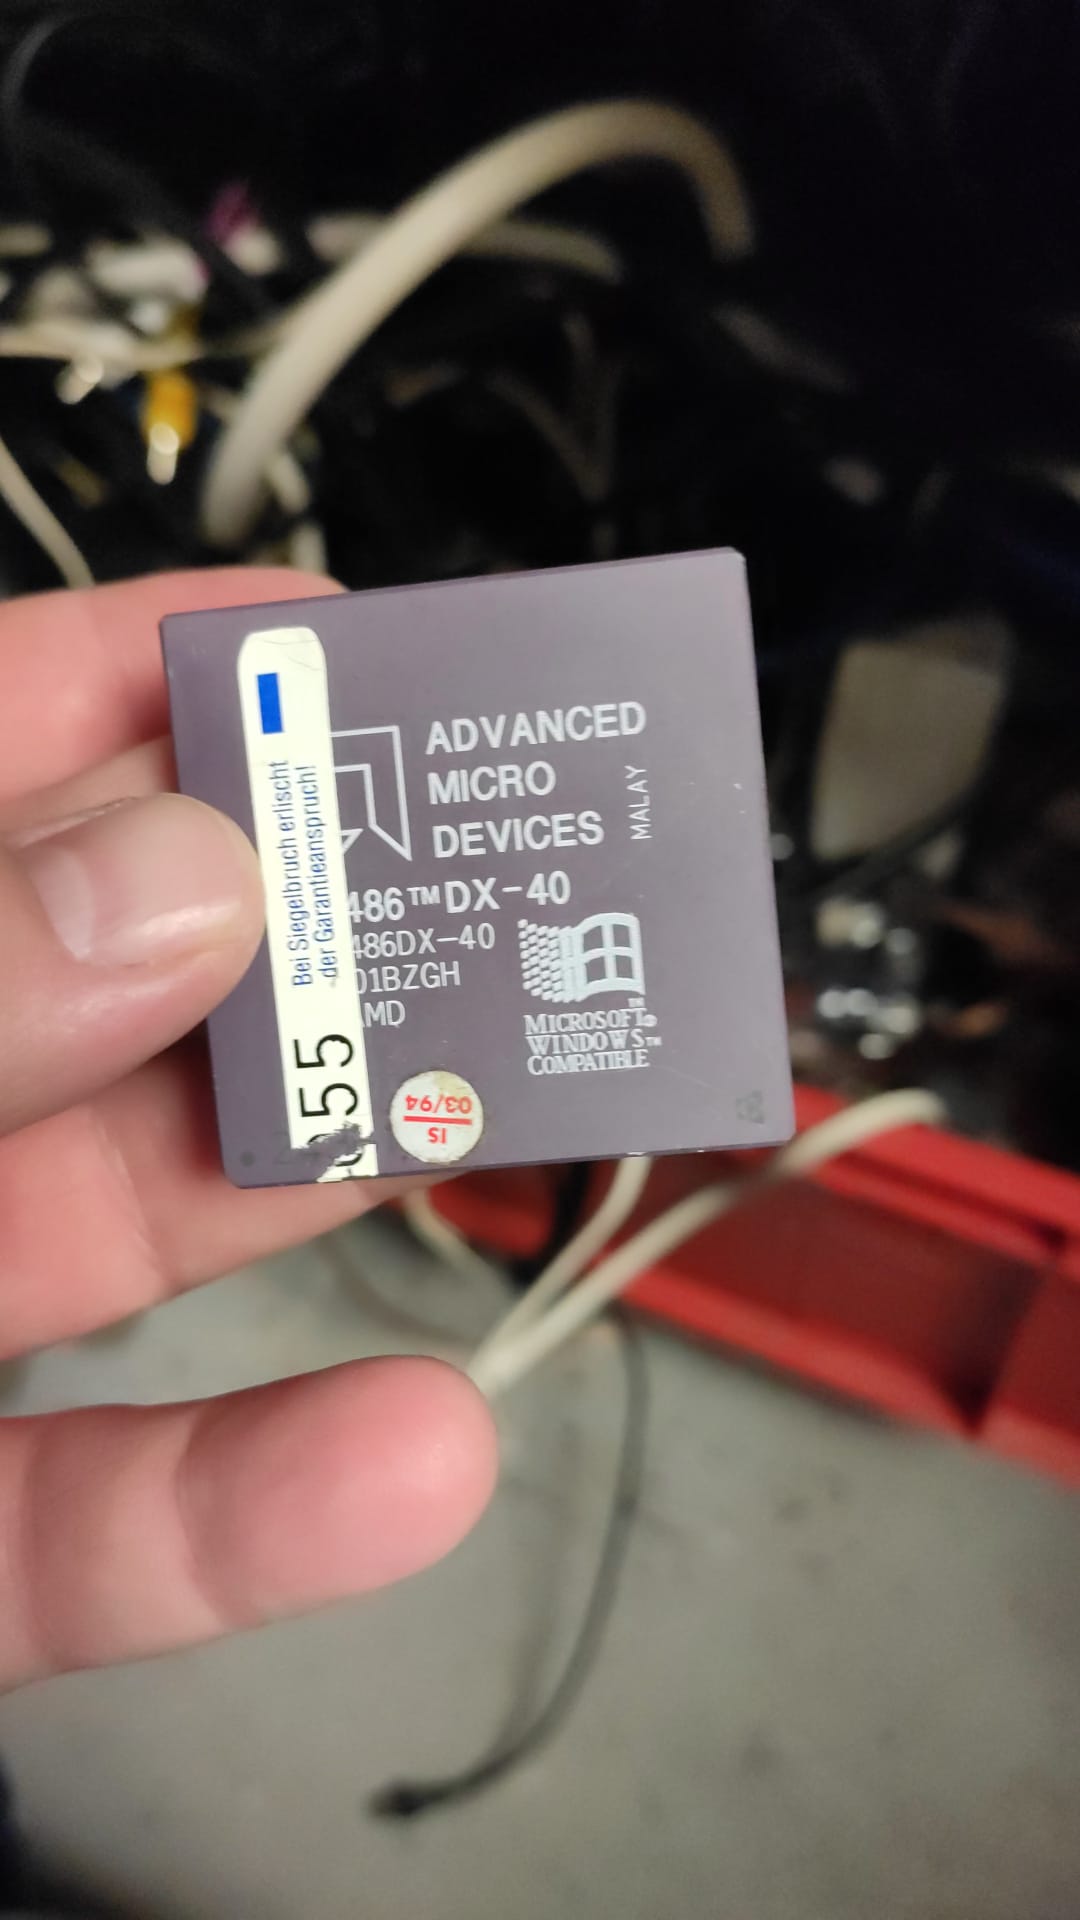 ADVANCED
MICRO
DEVICES
MALAY
486™DX-40
486DX-40
01BZGH
AMD
MICROSOFT®
WINDOWS™
COMPATIBLE
Bei Siegelbruch erlischt
der Garantieanspruch!
55
03/94
IS